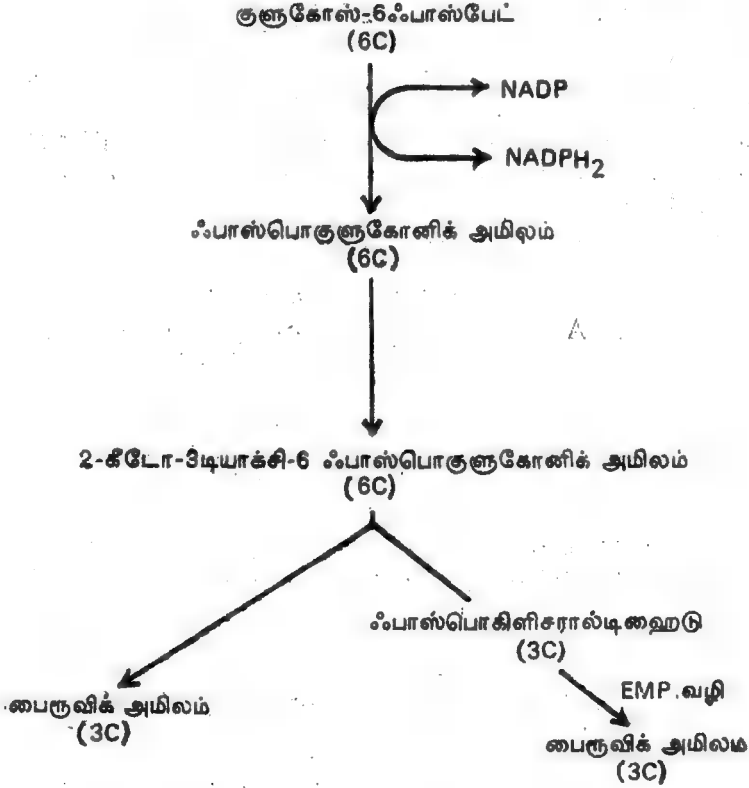 குளுகோஸ்-6ஃபாஸ்பேட்
(6C)
NADP
NADPH2
ஃபாஸ்பொகுளுகோனிக் அமிலம்
(6C)
2-கீடோ-3டியாக்சி-6 ஃபாஸ்பொகுளுகோனிக் அமிலம்
(6C)
ஃபாஸ்பொகிளிசரால்டிஹைடு
(3C)
EMP வழி
பைரூவிக் அமிலம்
(3C)
பைரூவிக் அமிலம்
(3C)